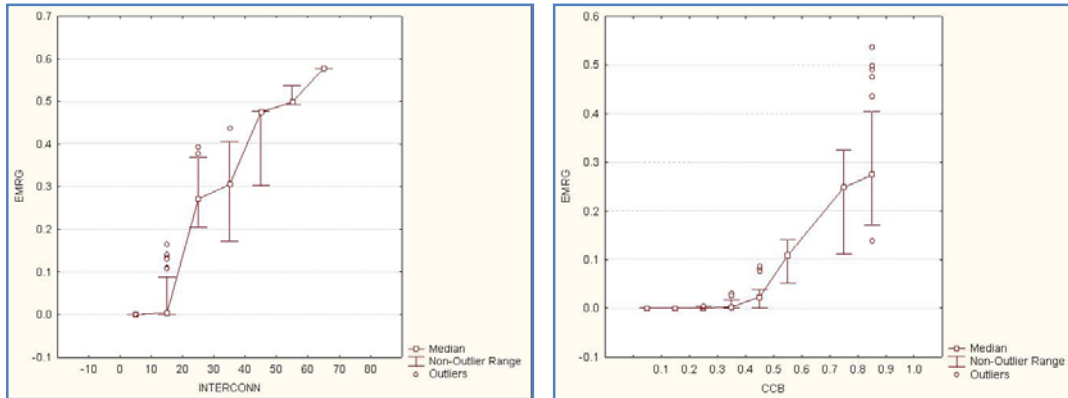 0.7
0.6
0.5
0.4
0.3
0.2
0.1
0.0
-0.1
EMRG
-10 0 10 20 30 40 50 60 70 80
INTERCONN
Median
Non-Outlier Range
Outliers
0.6
0.5
0.4
0.3
0.2
0.1
0.0
-0.1
EMRG
0.1 0.2 0.3 0.4 0.5 0.6 0.7 0.8 0.9 1.0
CCB
Median
Non-Outlier Range
Outliers